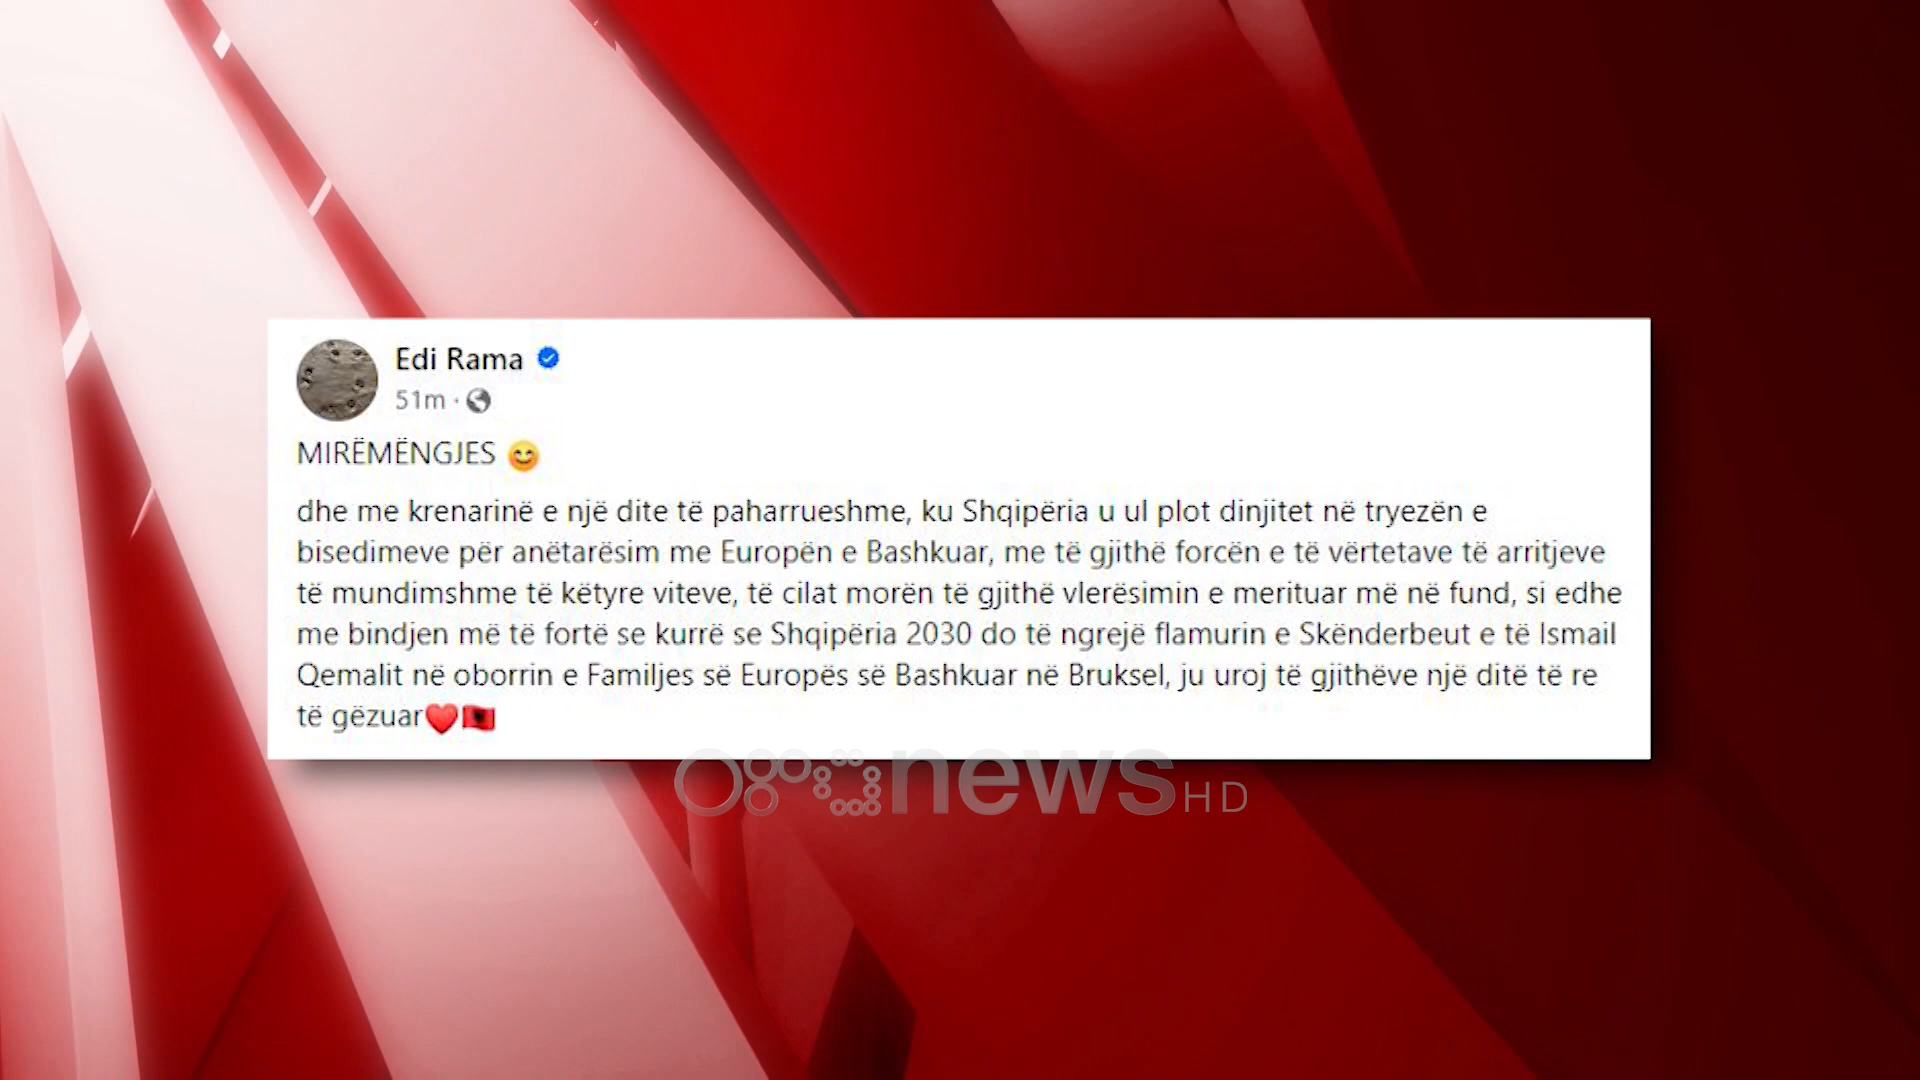 Edi Rama
51m ·
MIRËMËNGJES 😊
dhe me krenarinë e një dite të paharrueshme, ku Shqipëria u ul plot dinjitet në tryezën e
bisedimeve për anëtarësim me Europën e Bashkuar, me të gjithë forcën e të vërtetave të arritjeve
të mundimshme të këtyre viteve, të cilat morën të gjithë vlerësimin e merituar më në fund, si edhe
me bindjen më të fortë se kurrë se Shqipëria 2030 do të ngrejë flamurin e Skënderbeut e të Ismail
Qemalit në oborrin e Familjes së Europës së Bashkuar në Bruksel, ju uroj të gjithëve një ditë të re
të gëzuar❤️🇦🇱
news HD